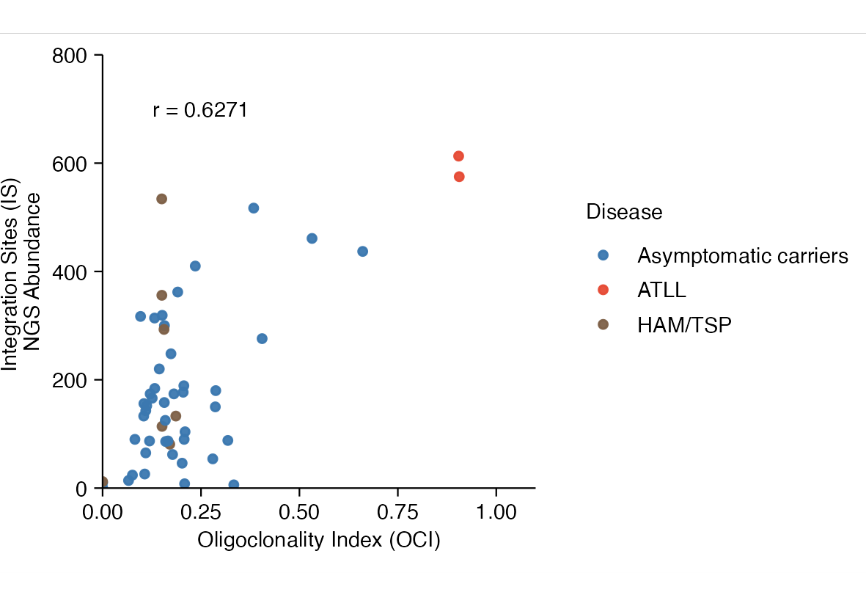 800
r = 0.6271
600
400
200
0
Integration Sites (IS)
NGS Abundance
0.00 0.25 0.50 0.75 1.00
Oligoclonality Index (OCI)
Disease
Asymptomatic carriers
ATLL
HAM/TSP